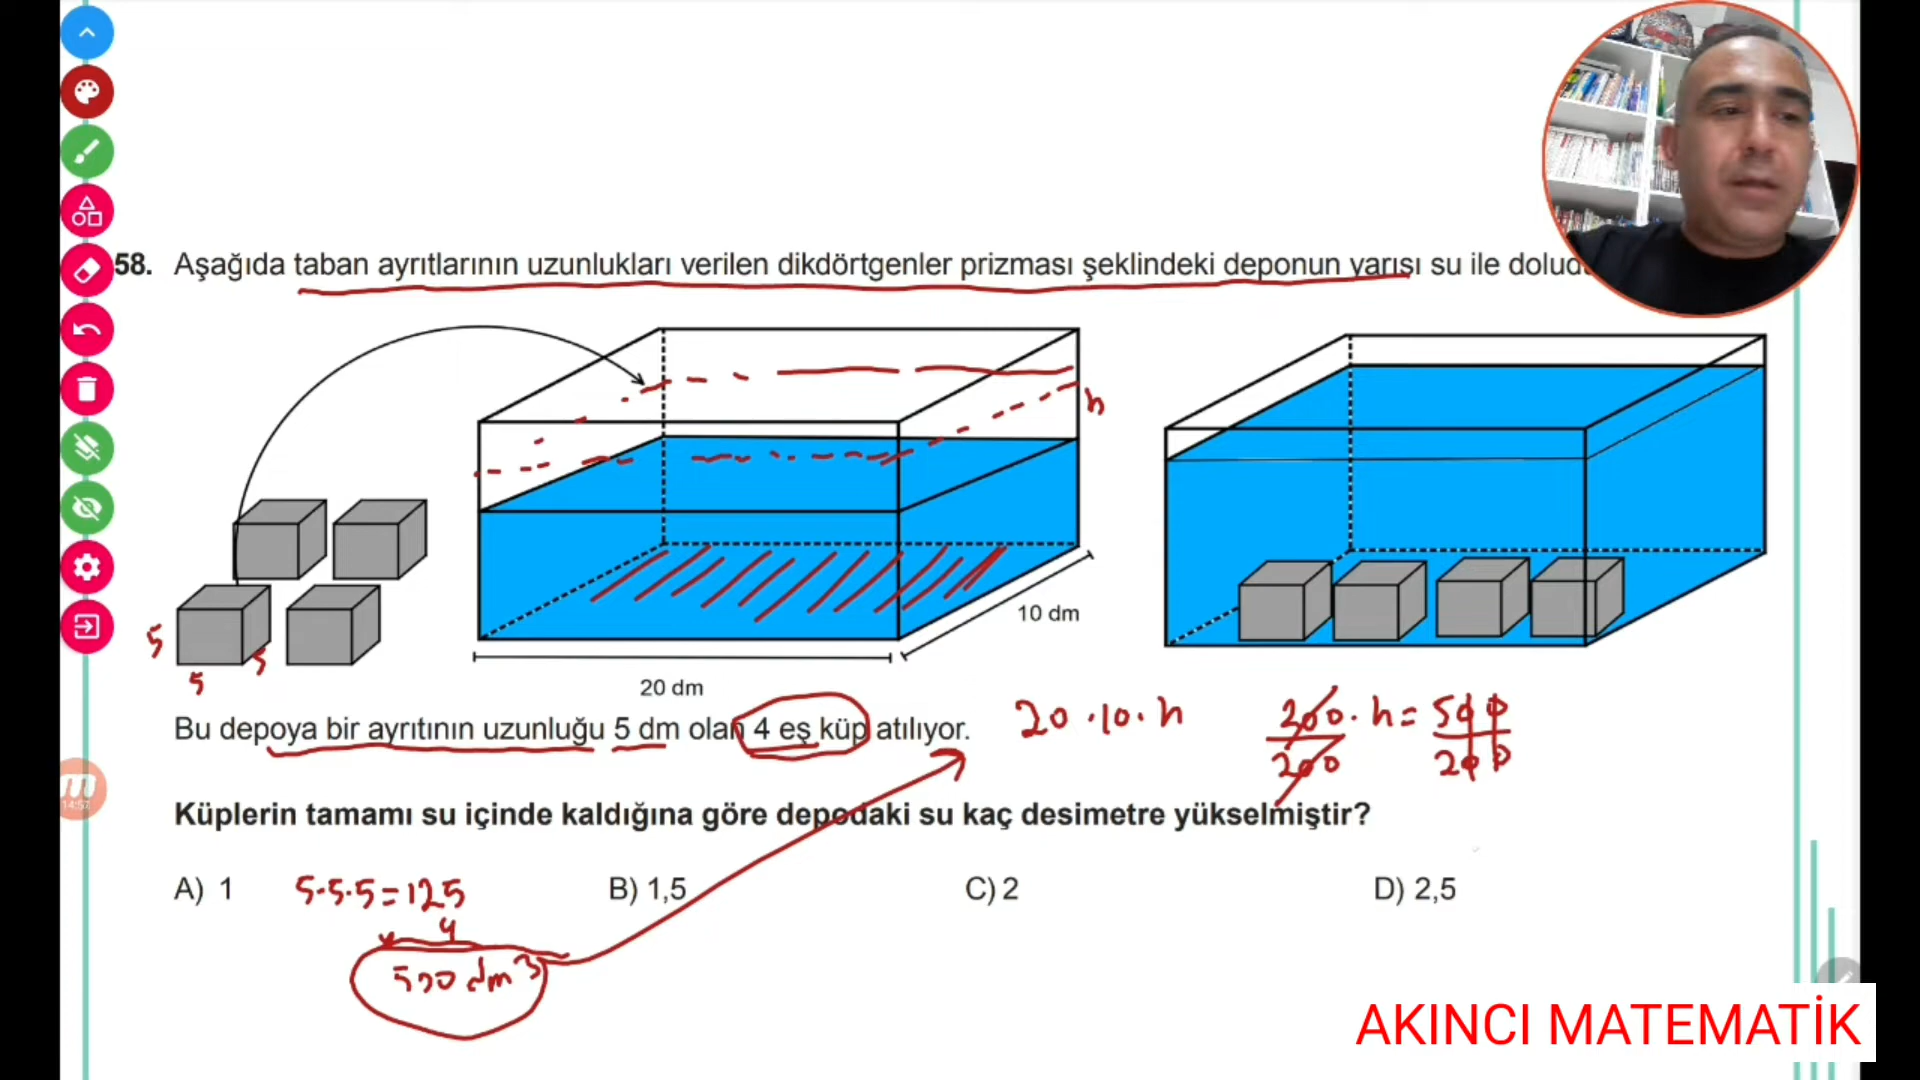 58. Aşağıda taban ayrıtlarının uzunlukları verilen dikdörtgenler prizması şeklindeki deponun yarısı su ile
h
5
5
5
10 dm
20 dm
Bu depoya bir ayrıtının uzunluğu 5 dm olan 4 eş küp atılıyor.
20 · 10 · h
200 · h = 500
200 200
Küplerin tamamı su içinde kaldığına göre depodaki su kaç desimetre yükselmiştir?
A) 1
5·5·5=125
B) 1,5
C) 2
D) 2,5
x 4
500 dm³
14:57
AKINCI MATEMATİK